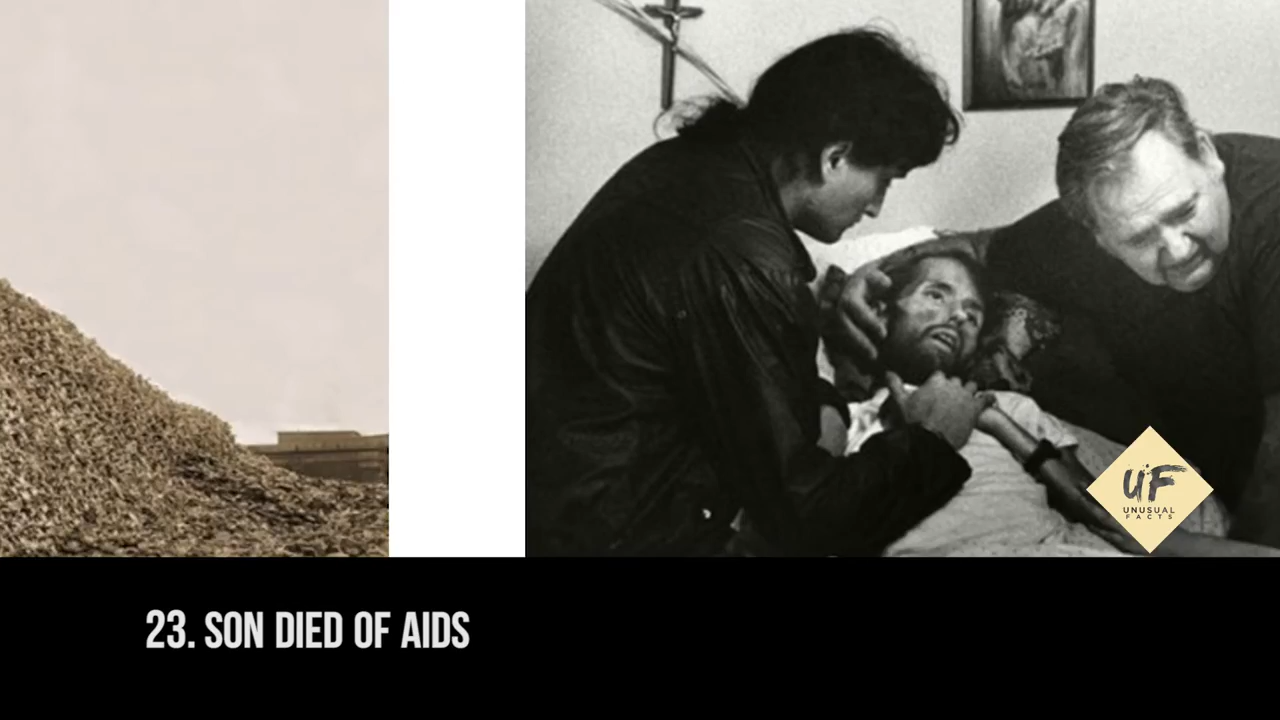 UF
UNUSUAL
FACTS
23. SON DIED OF AIDS